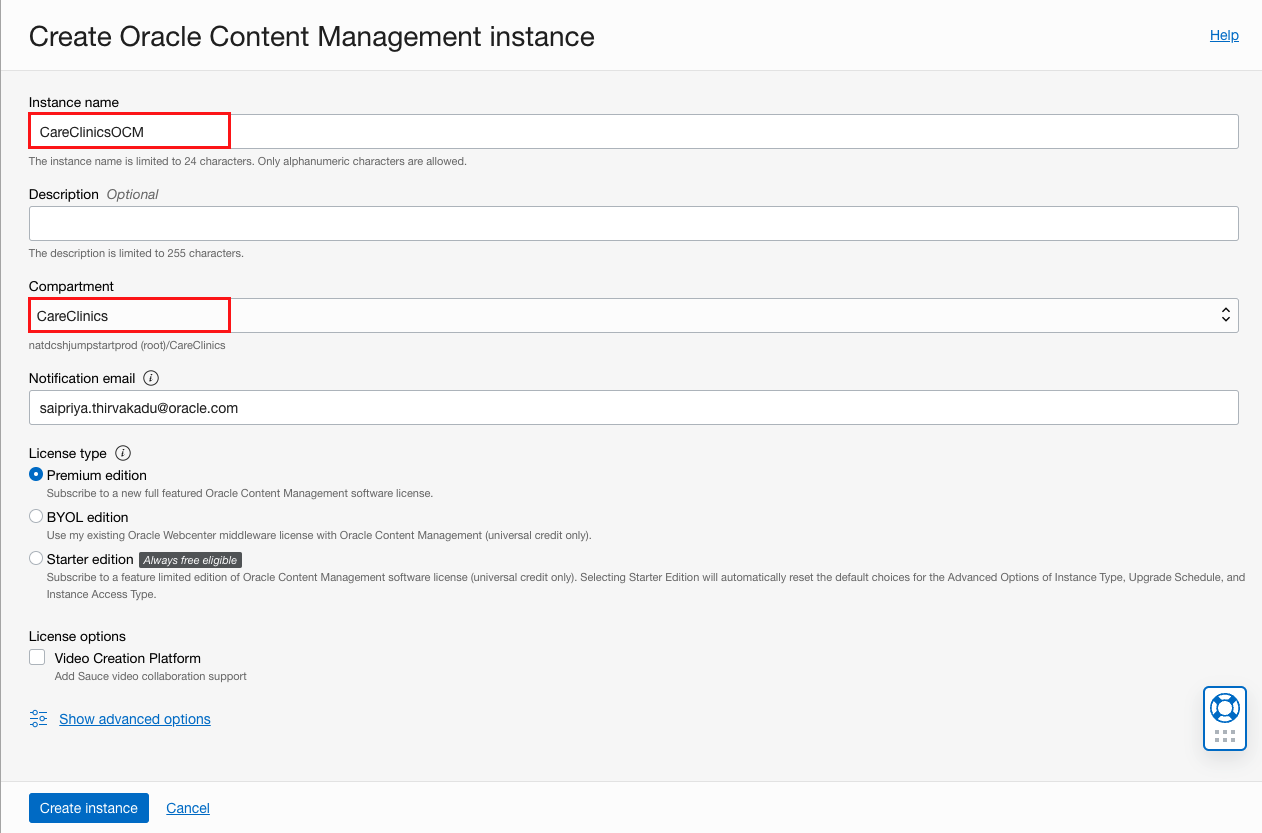 Create Oracle Content Management instance
Help
Instance name
CareClinicsOCM
The instance name is limited to 24 characters. Only alphanumeric characters are allowed.
Description Optional
The description is limited to 255 characters.
Compartment
CareClinics
natdcshjumpstartprod (root)/CareClinics
Notification email
saipriya.thirvakadu@oracle.com
License type
Premium edition
Subscribe to a new full featured Oracle Content Management software license.
BYOL edition
Use my existing Oracle Webcenter middleware license with Oracle Content Management (universal credit only).
Starter edition Always free eligible
Subscribe to a feature limited edition of Oracle Content Management software license (universal credit only). Selecting Starter Edition will automatically reset the default choices for the Advanced Options of Instance Type, Upgrade Schedule, and
Instance Access Type.
License options
Video Creation Platform
Add Sauce video collaboration support
Show advanced options
Create instance
Cancel